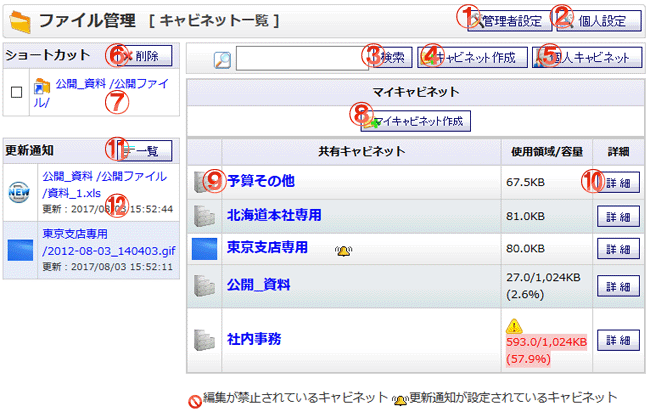 ファイル管理 [ キャビネット一覧 ]
① 管理者設定 ② 個人設定
ショートカット ⑥ 削除
公開_資料 /公開ファイ
ル/
⑦
更新通知 ⑪ 一覧
公開_資料 /公開ファイル
/資料_1.xls
NEW
更新：2017/08/03 15:52:44
⑫
東京支店専用
/2012-08-03_140403.gif
更新：2017/08/03 15:52:11
③ 検索 ④ キャビネット作成 ⑤ 個人キャビネット
マイキャビネット
⑧ マイキャビネット作成
共有キャビネット 使用領域/容量 詳細
⑨ 予算その他 67.5KB ⑩ 詳細
北海道本社専用 81.0KB 詳細
東京支店専用 80.0KB 詳細
公開_資料 27.0/1,024KB
(2.6%) 詳細
社内事務 593.0/1,024KB
(57.9%) 詳細
編集が禁止されているキャビネット 更新通知が設定されているキャビネット